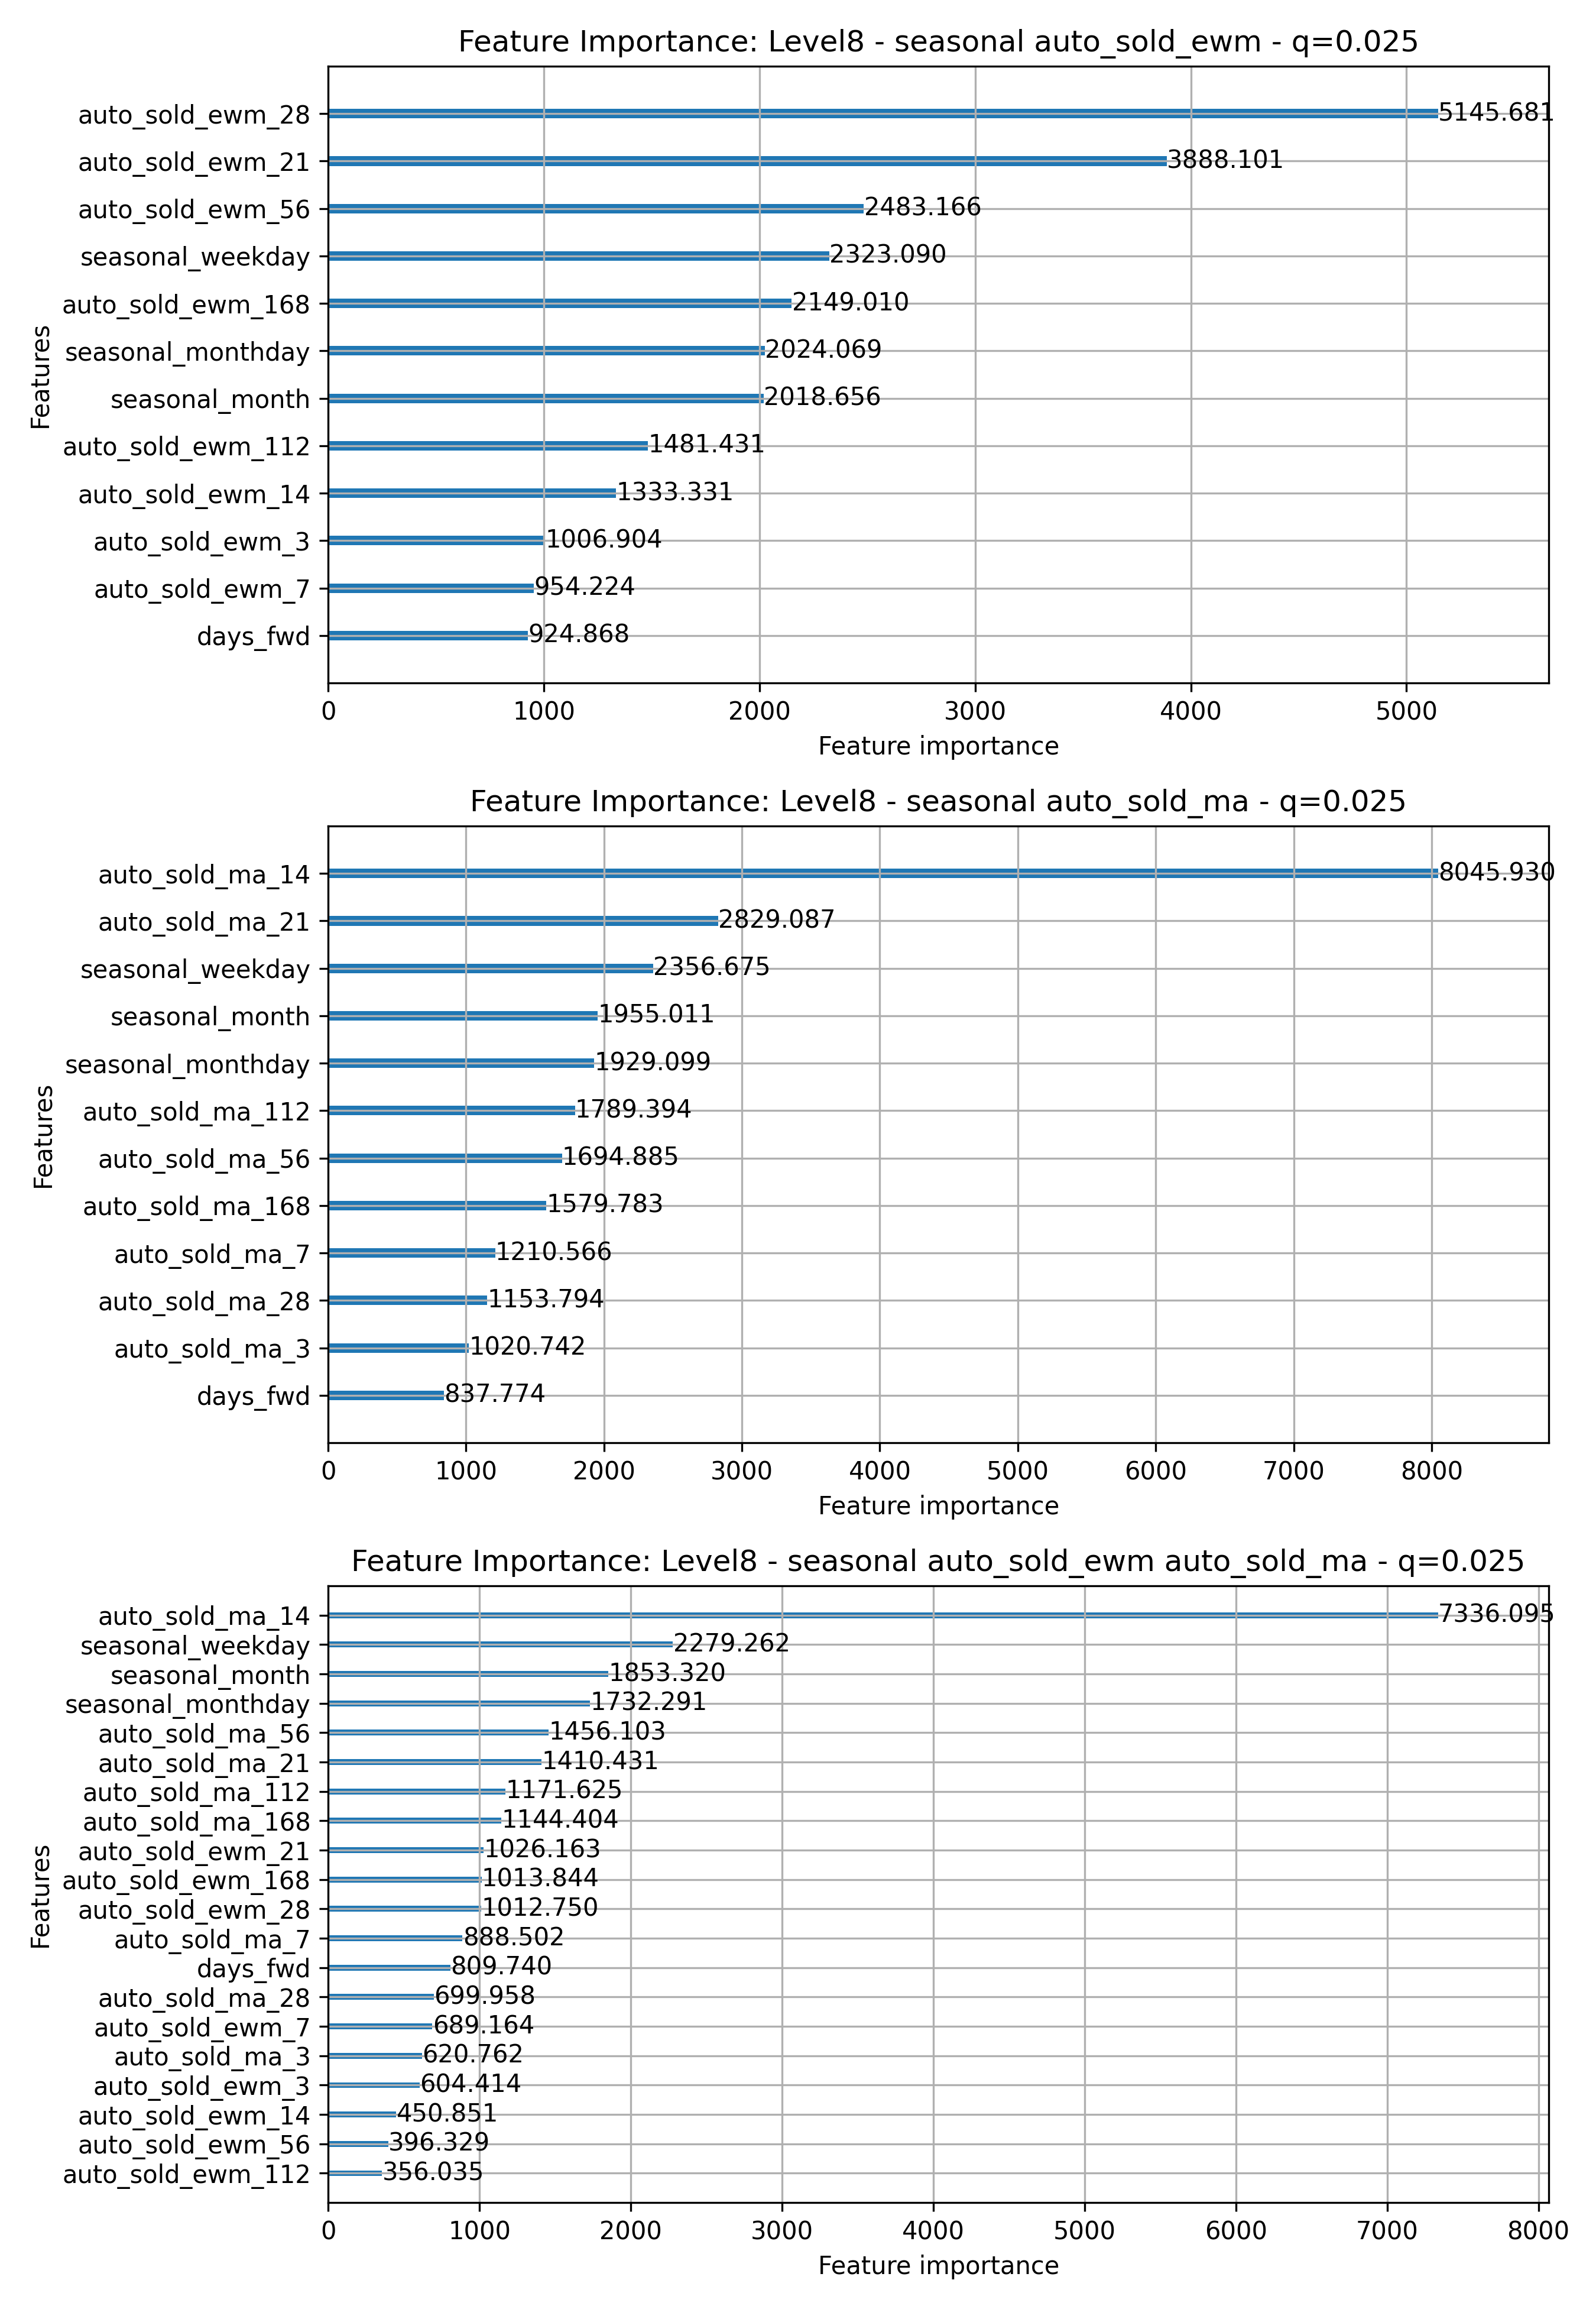 Feature Importance: Level8 - seasonal auto_sold_ewm - q=0.025
Features
auto_sold_ewm_28 5145.681
auto_sold_ewm_21 3888.101
auto_sold_ewm_56 2483.166
seasonal_weekday 2323.090
auto_sold_ewm_168 2149.010
seasonal_monthday 2024.069
seasonal_month 2018.656
auto_sold_ewm_112 1481.431
auto_sold_ewm_14 1333.331
auto_sold_ewm_3 1006.904
auto_sold_ewm_7 954.224
days_fwd 924.868
0 1000 2000 3000 4000 5000
Feature importance
Feature Importance: Level8 - seasonal auto_sold_ma - q=0.025
Features
auto_sold_ma_14 8045.930
auto_sold_ma_21 2829.087
seasonal_weekday 2356.675
seasonal_month 1955.011
seasonal_monthday 1929.099
auto_sold_ma_112 1789.394
auto_sold_ma_56 1694.885
auto_sold_ma_168 1579.783
auto_sold_ma_7 1210.566
auto_sold_ma_28 1153.794
auto_sold_ma_3 1020.742
days_fwd 837.774
0 1000 2000 3000 4000 5000 6000 7000 8000
Feature importance
Feature Importance: Level8 - seasonal auto_sold_ewm auto_sold_ma - q=0.025
Features
auto_sold_ma_14 7336.095
seasonal_weekday 2279.262
seasonal_month 1853.320
seasonal_monthday 1732.291
auto_sold_ma_56 1456.103
auto_sold_ma_21 1410.431
auto_sold_ma_112 1171.625
auto_sold_ma_168 1144.404
auto_sold_ewm_21 1026.163
auto_sold_ewm_168 1013.844
auto_sold_ewm_28 1012.750
auto_sold_ma_7 888.502
days_fwd 809.740
auto_sold_ma_28 699.958
auto_sold_ewm_7 689.164
auto_sold_ma_3 620.762
auto_sold_ewm_3 604.414
auto_sold_ewm_14 450.851
auto_sold_ewm_56 396.329
auto_sold_ewm_112 356.035
0 1000 2000 3000 4000 5000 6000 7000 8000
Feature importance